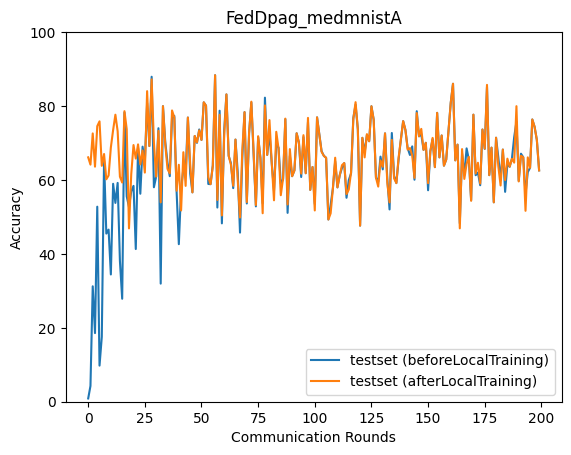 FedDpag_medmnistA
100
80
60
40
20
0
Accuracy
0 25 50 75 100 125 150 175 200
Communication Rounds
testset (beforeLocalTraining)
testset (afterLocalTraining)